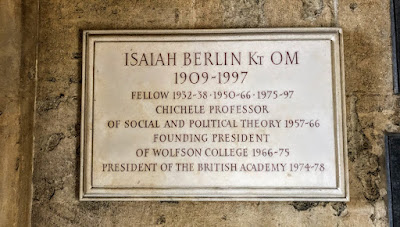 ISAIAH BERLIN KT OM
1909-1997
FELLOW 1932-38 · 1950-66 · 1975-97
CHICHELE PROFESSOR
OF SOCIAL AND POLITICAL THEORY 1957-66
FOUNDING PRESIDENT
OF WOLFSON COLLEGE 1966-75
PRESIDENT OF THE BRITISH ACADEMY 1974-78